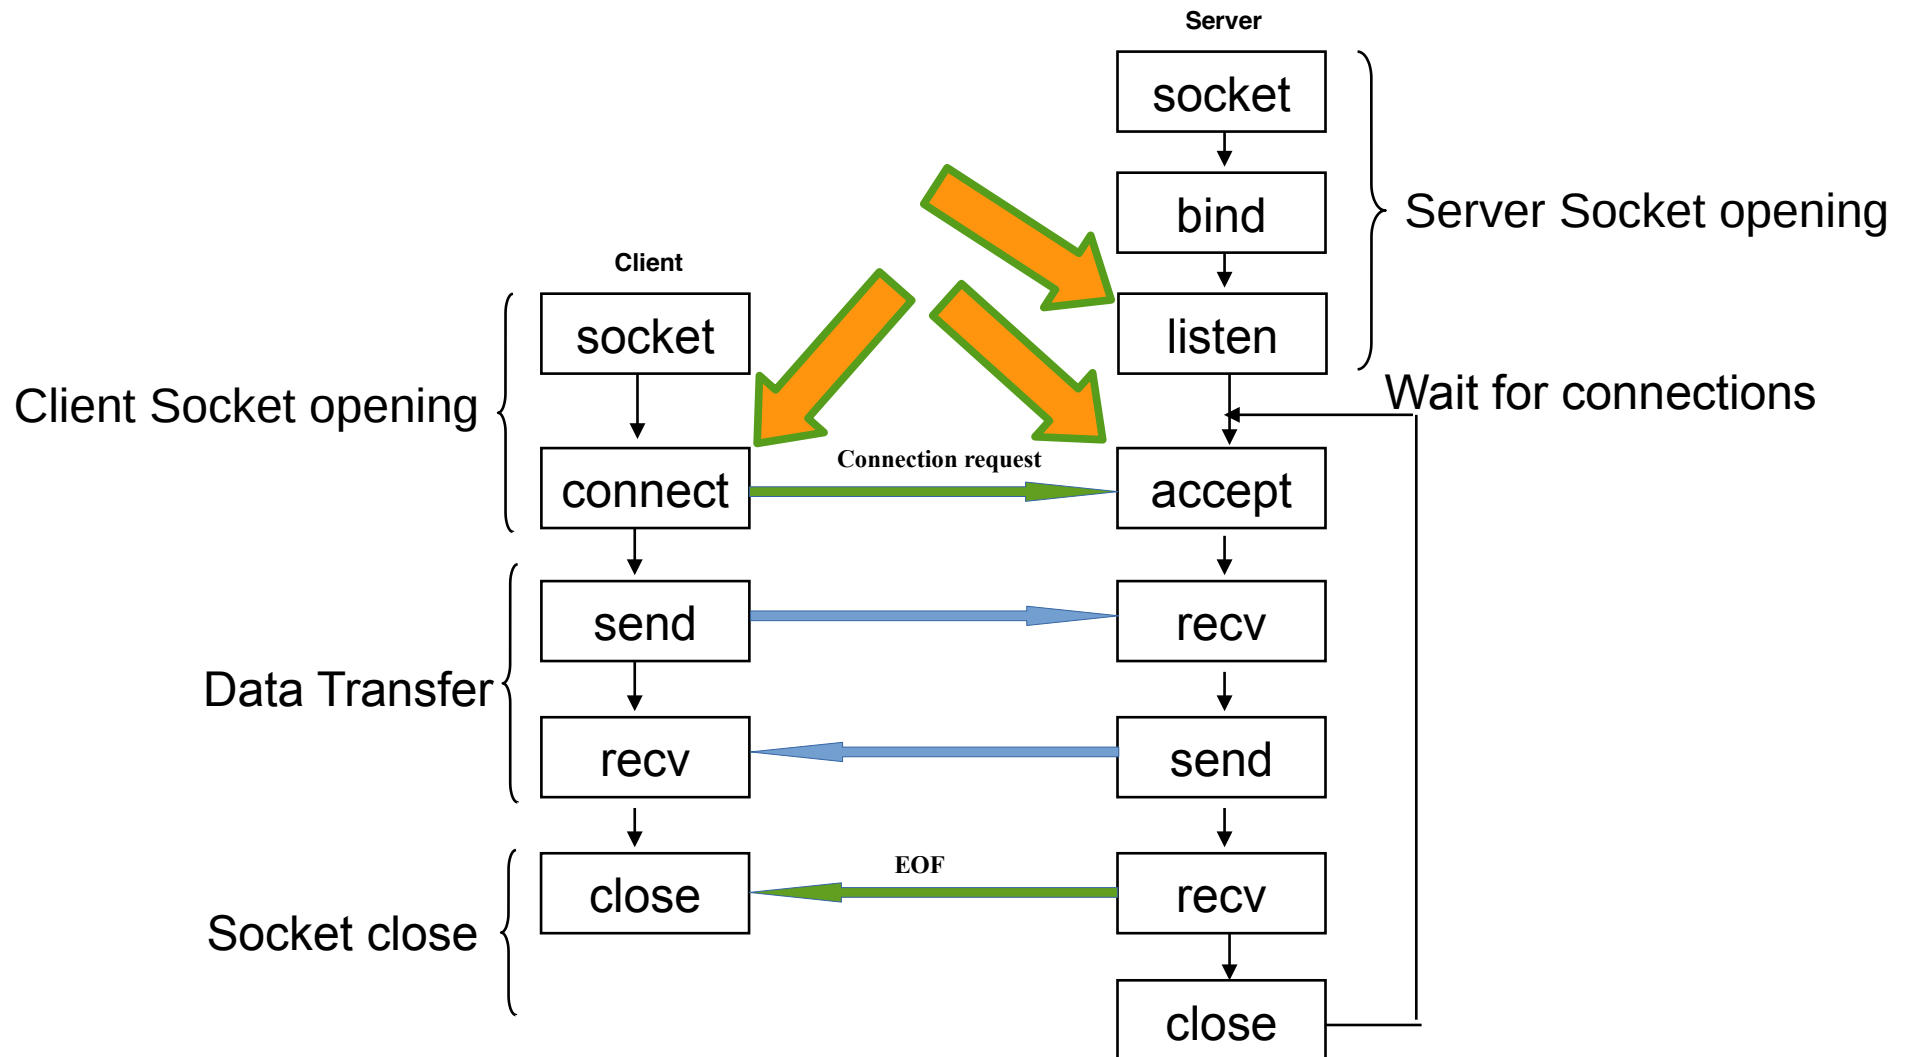 Server
socket
bind
Server Socket opening
Client
socket
listen
Client Socket opening
Wait for connections
Connection request
connect
accept
send
recv
Data Transfer
recv
send
EOF
close
recv
Socket close
close